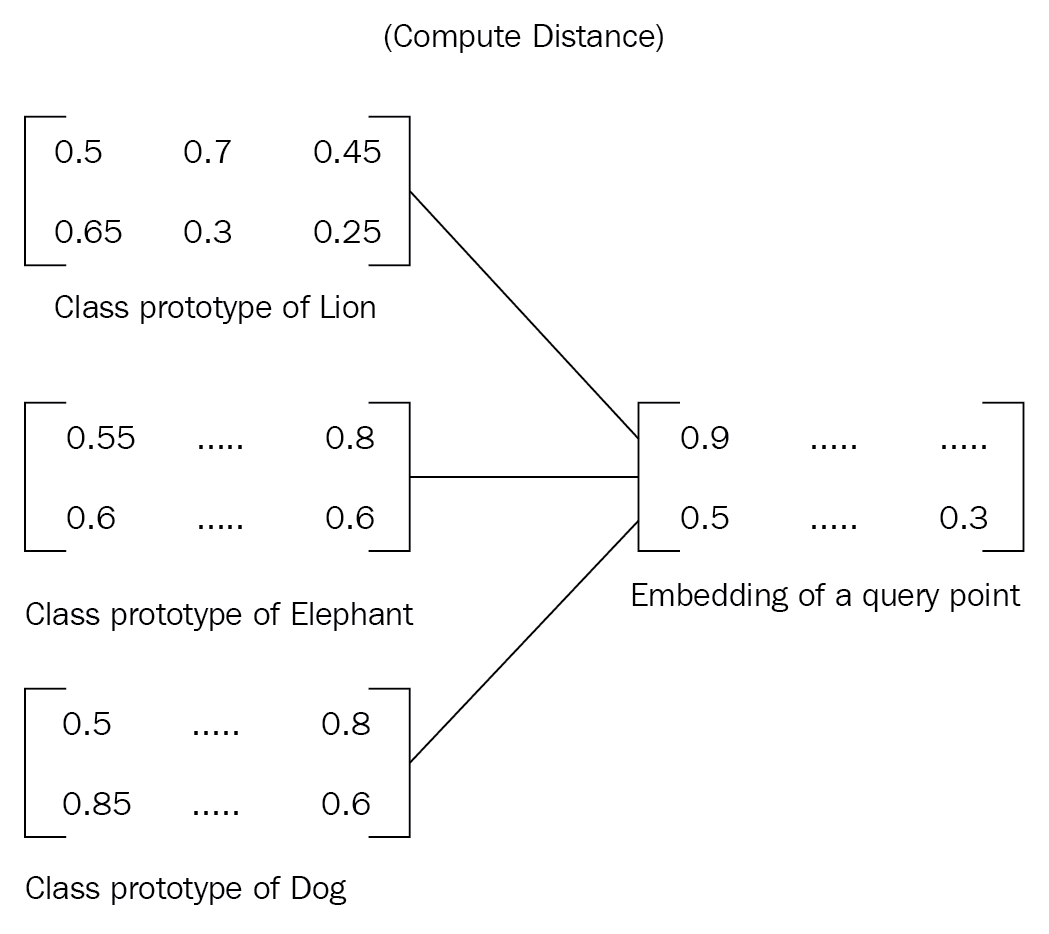 (Compute Distance)
0.5 0.7 0.45
0.65 0.3 0.25
Class prototype of Lion
0.55 ..... 0.8
0.6 ..... 0.6
Class prototype of Elephant
0.9 ..... .....
0.5 ..... 0.3
Embedding of a query point
0.5 ..... 0.8
0.85 ..... 0.6
Class prototype of Dog